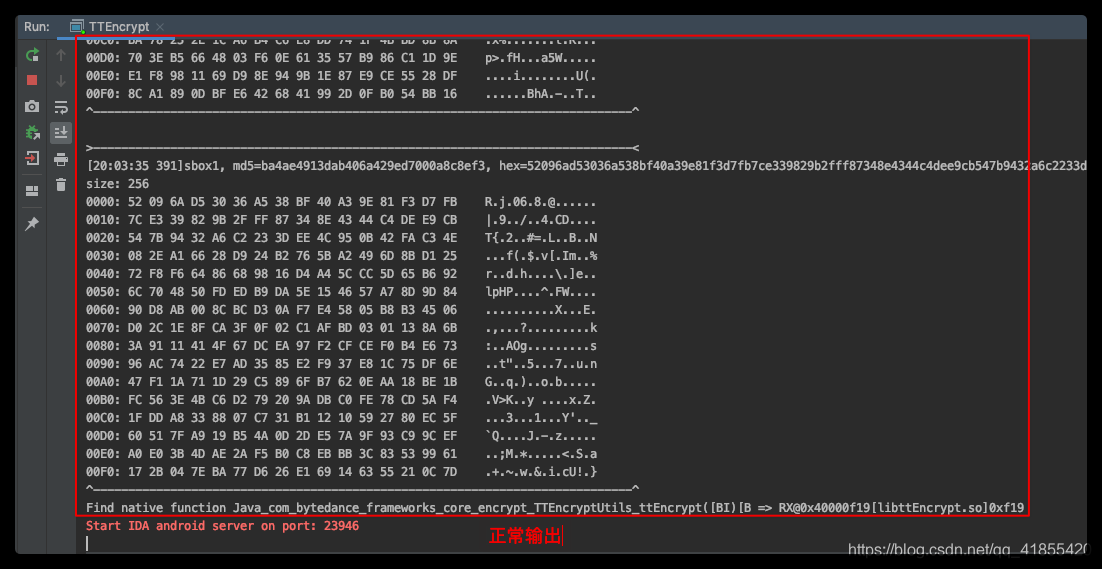 Run: TTEncrypt
00D0: 70 3E B5 66 48 03 F6 0E 61 35 57 B9 86 C1 1D 9E p>.fH...a5W.....
00E0: E1 F8 98 11 69 D9 8E 94 9B 1E 87 E9 CE 55 28 DF ....i........U(.
00F0: 8C A1 89 0D BF E6 42 68 41 99 2D 0F B0 54 BB 16 ......BhA.-..T..
^-----------------------------------------------------------------------------^
>-----------------------------------------------------------------------------<
[20:03:35 391]sbox1, md5=ba4ae4913dab406a429ed7000a8c8ef3, hex=52096ad53036a538bf40a39e81f3d7fb7ce339829b2fff87348e4344c4dee9cb547b9432a6c2233d
size: 256
0000: 52 09 6A D5 30 36 A5 38 BF 40 A3 9E 81 F3 D7 FB R.j.06.8.@......
0010: 7C E3 39 82 9B 2F FF 87 34 8E 43 44 C4 DE E9 CB |.9../..4.CD....
0020: 54 7B 94 32 A6 C2 23 3D EE 4C 95 0B 42 FA C3 4E T{.2..#=.L..B..N
0030: 08 2E A1 66 28 D9 24 B2 76 5B A2 49 6D 8B D1 25 ...f(.$.v[.Im..%
0040: 72 F8 F6 64 86 68 98 16 D4 A4 5C CC 5D 65 B6 92 r..d.h....\.]e..
0050: 6C 70 48 50 FD ED B9 DA 5E 15 46 57 A7 8D 9D 84 lpHP....^.FW....
0060: 90 D8 AB 00 8C BC D3 0A F7 E4 58 05 B8 B3 45 06 ..........X...E.
0070: D0 2C 1E 8F CA 3F 0F 02 C1 AF BD 03 01 13 8A 6B .,...?.........k
0080: 3A 91 11 41 4F 67 DC EA 97 F2 CF CE F0 B4 E6 73 :..AOg.........s
0090: 96 AC 74 22 E7 AD 35 85 E2 F9 37 E8 1C 75 DF 6E ..t"..5...7..u.n
00A0: 47 F1 1A 71 1D 29 C5 89 6F B7 62 0E AA 18 BE 1B G..q.)..o.b.....
00B0: FC 56 3E 4B C6 D2 79 20 9A DB C0 FE 78 CD 5A F4 .V>K..y ....x.Z.
00C0: 1F DD A8 33 88 07 C7 31 B1 12 10 59 27 80 EC 5F ...3...1...Y'.._
00D0: 60 51 7F A9 19 B5 4A 0D 2D E5 7A 9F 93 C9 9C EF `Q....J.-.z.....
00E0: A0 E0 3B 4D AE 2A F5 B0 C8 EB BB 3C 83 53 99 61 ..;M.*.....<.S.a
00F0: 17 2B 04 7E BA 77 D6 26 E1 69 14 63 55 21 0C 7D .+.~.w.&.i.cU!.}
^-----------------------------------------------------------------------------^
Find native function Java_com_bytedance_frameworks_core_encrypt_TTEncryptUtils_ttEncrypt([BI)[B => RX@0x40000f19[libttEncrypt.so]0xf19
Start IDA android server on port: 23946
正常输出
https://blog.csdn.net/qq_41855420